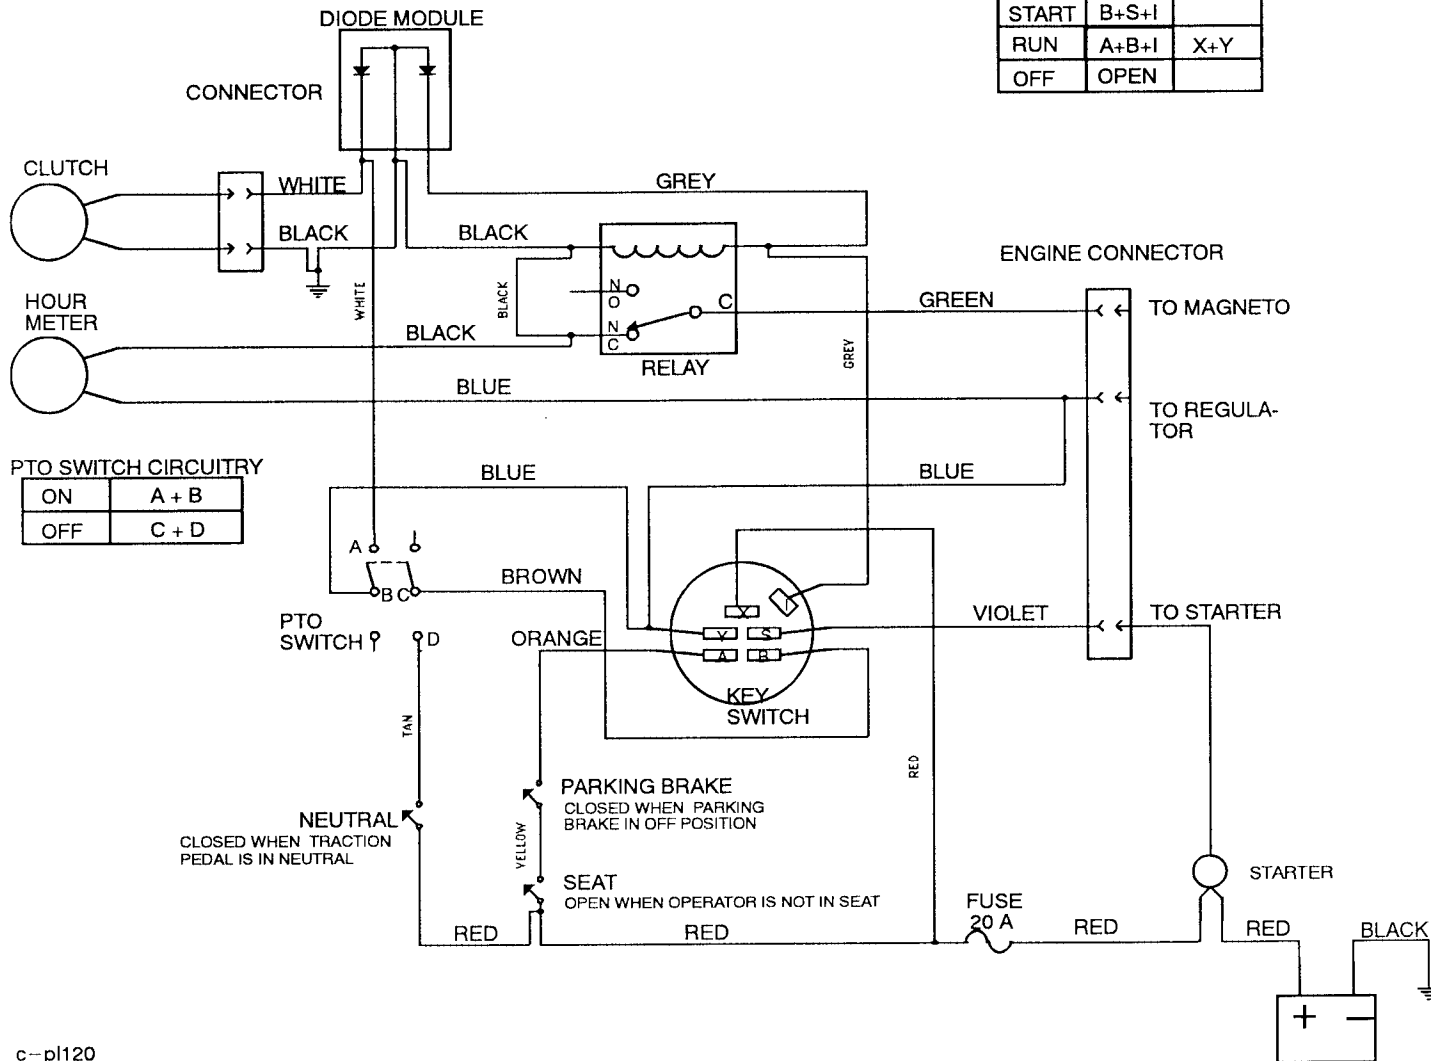 DIODE MODULE
START B+S+I
RUN A+B+I X+Y
OFF OPEN
CONNECTOR
CLUTCH
WHITE
GREY
BLACK
BLACK
ENGINE CONNECTOR
WHITE
BLACK
N
O
C
GREEN
TO MAGNETO
HOUR
METER
BLACK
N
C
RELAY
GREY
BLUE
TO REGULA-
TOR
PTO SWITCH CIRCUITRY
ON A + B
OFF C + D
BLUE
BLUE
A
B C
BROWN
X I
VIOLET
TO STARTER
PTO
SWITCH
D
ORANGE
Y S
A B
KEY
SWITCH
TAN
RED
PARKING BRAKE
CLOSED WHEN PARKING
BRAKE IN OFF POSITION
NEUTRAL
CLOSED WHEN TRACTION
PEDAL IS IN NEUTRAL
YELLOW
SEAT
OPEN WHEN OPERATOR IS NOT IN SEAT
STARTER
FUSE
20 A
RED
RED
RED
RED
BLACK
+ −
c-pl120